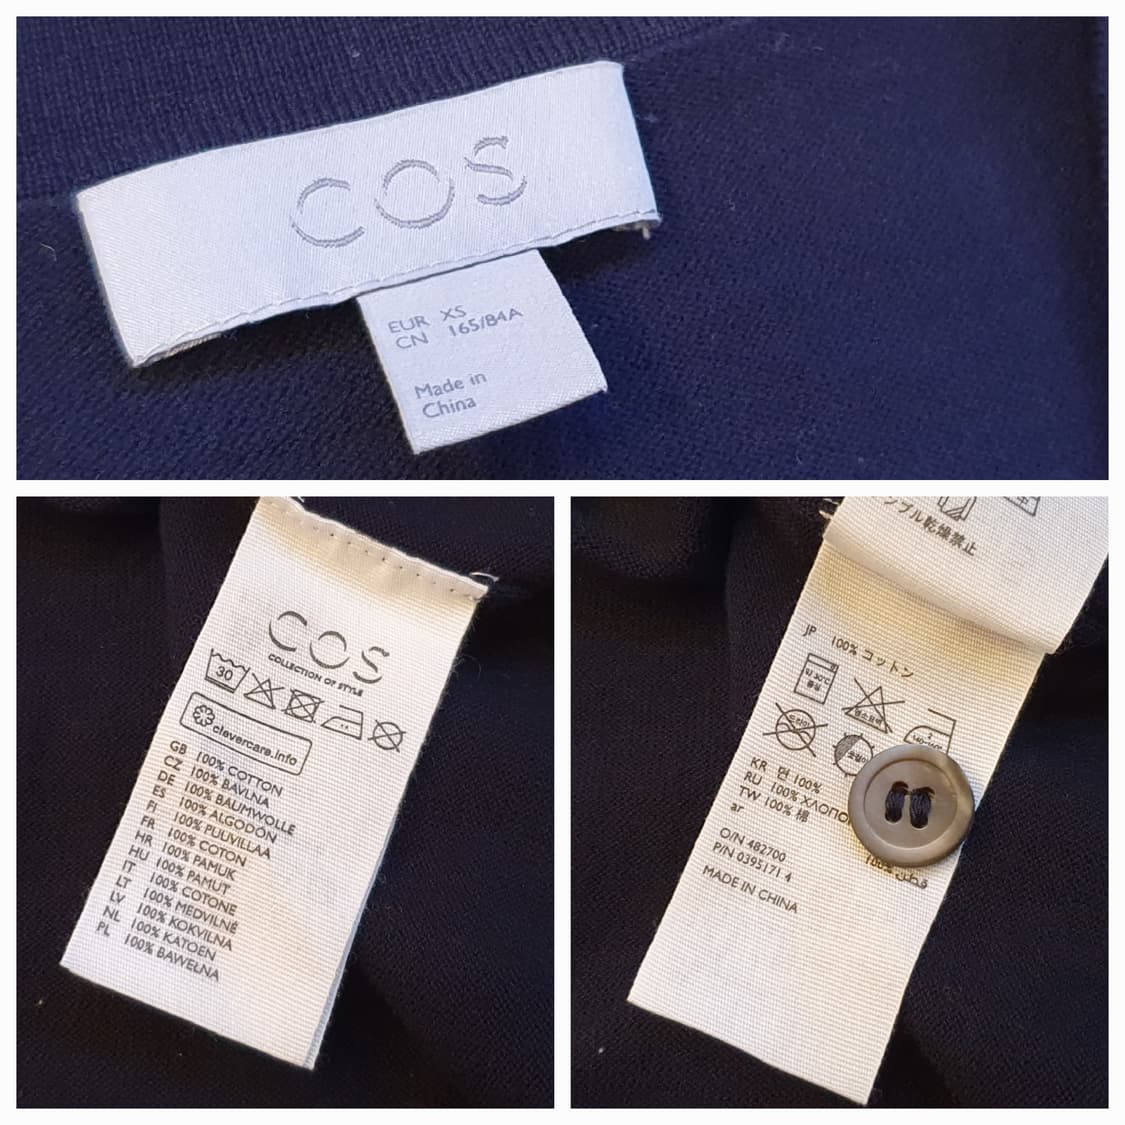 COS
EUR XS
CN 165/84A
Made in
China
COS
COLLECTION OF STYLE
30
clevercare.info
GB 100% COTTON
CZ 100% BAVLNA
DE 100% BAUMWOLLE
ES 100% ALGODÓN
FI 100% PUUVILLAA
FR 100% COTON
HR 100% PAMUK
HU 100% PAMUT
IT 100% COTONE
LT 100% MEDVILNĖ
LV 100% KOKVILNA
NL 100% KATOEN
PL 100% BAWEŁNA
ンブル乾燥禁止
JP 100% コットン
KR 면 100%
RU 100% ХЛОПО
TW 100% 棉
ar
100% قطن
O/N 482700
P/N 0395171 4
MADE IN CHINA